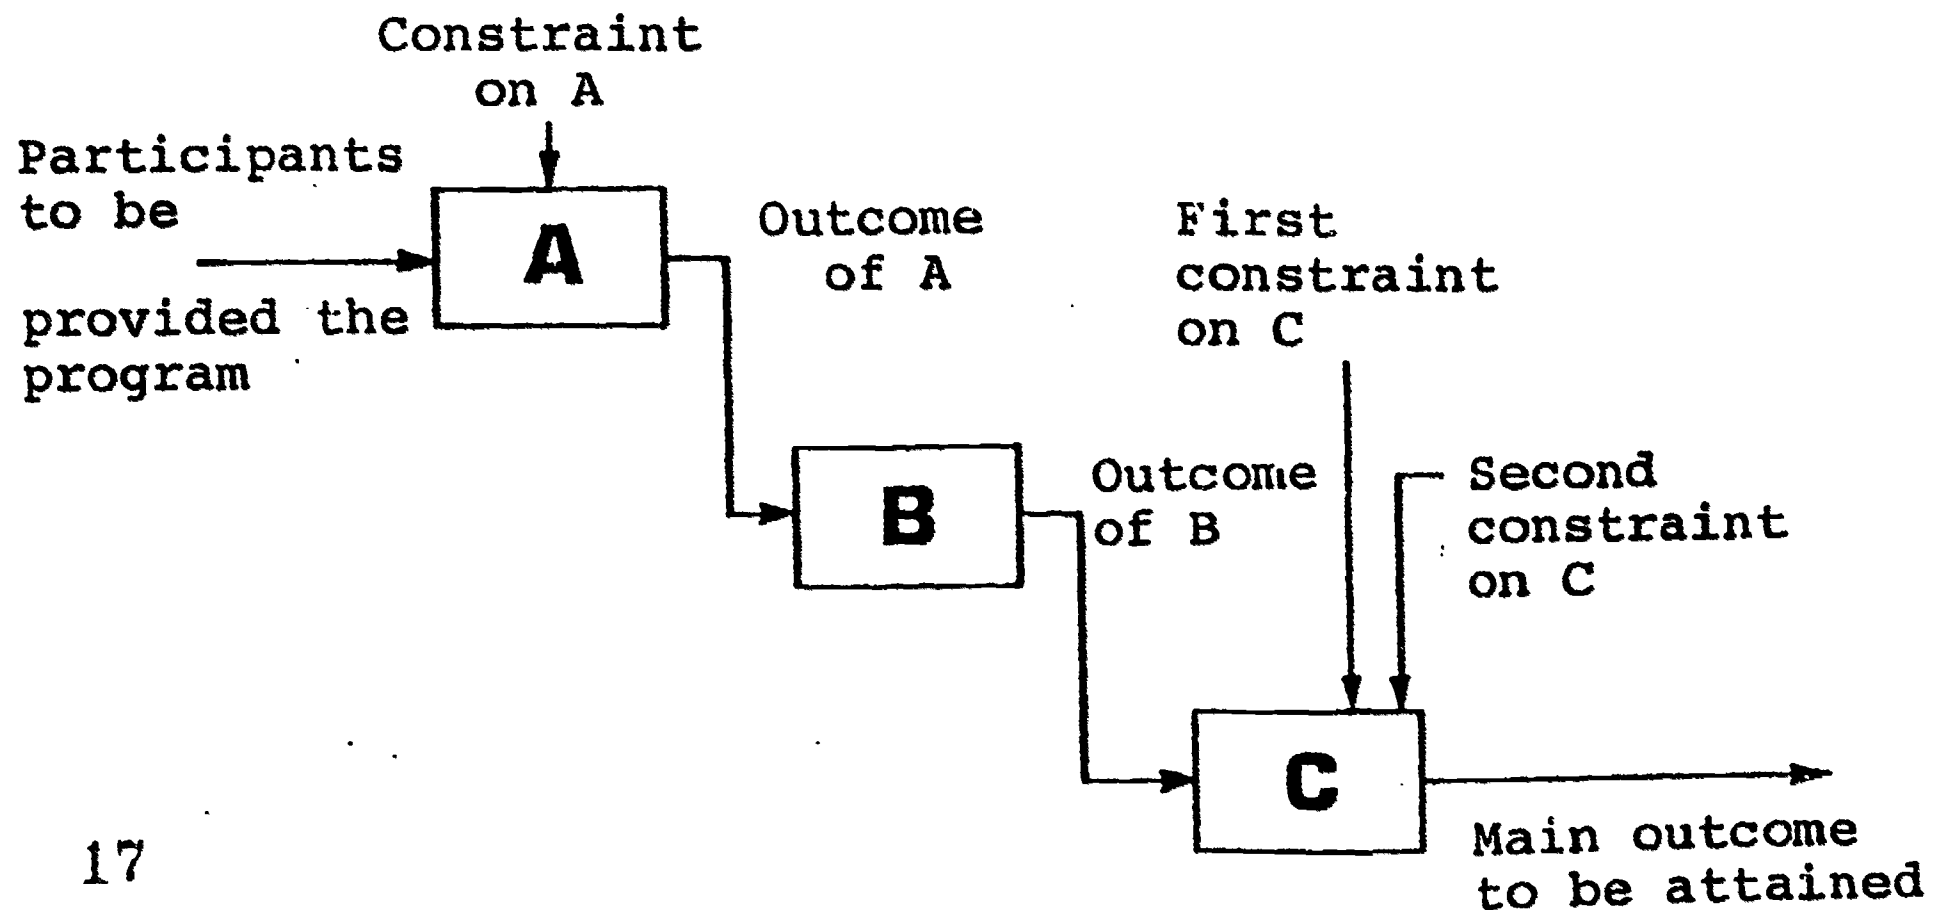 Constraint
on A
Participants
to be
provided the
program
A
Outcome
of A
First
constraint
on C
B
Outcome
of B
Second
constraint
on C
C
Main outcome
to be attained
17